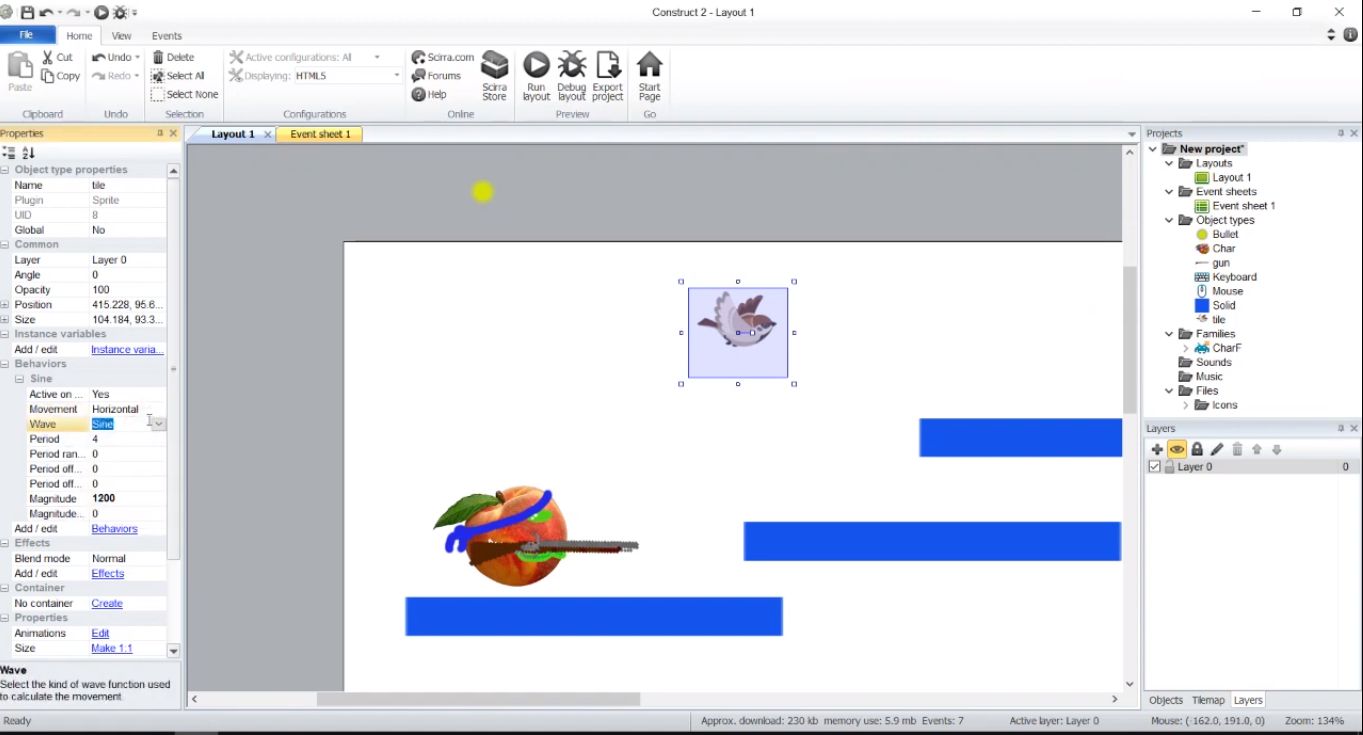 Construct 2 - Layout 1
File Home View Events
Paste Cut Copy Clipboard
Undo Redo Undo
Delete Select All Select None Selection
Active configurations: All
Displaying: HTML5
Configurations
Scirra.com Forums Help Scirra Store Online
Run layout Debug layout Export project Preview
Start Page Go
Properties
Layout 1 Event sheet 1
Object type properties
Name tile
Plugin Sprite
UID 8
Global No
Common
Layer Layer 0
Angle 0
Opacity 100
Position 415.228, 95.6...
Size 104.184, 93.3...
Instance variables
Add / edit Instance varia...
Behaviors
Sine
Active on ... Yes
Movement Horizontal
Wave Sine
Period 4
Period ran... 0
Period off... 0
Period off... 0
Magnitude 1200
Magnitude... 0
Add / edit Behaviors
Effects
Blend mode Normal
Add / edit Effects
Container
No container Create
Properties
Animations Edit
Size Make 1:1
Wave
Select the kind of wave function used
to calculate the movement
Projects
New project*
Layouts
Layout 1
Event sheets
Event sheet 1
Object types
Bullet
Char
gun
Keyboard
Mouse
Solid
tile
Families
CharF
Sounds
Music
Files
Icons
Layers
Layer 0 0
Objects Tilemap Layers
Ready
Approx. download: 230 kb memory use: 5.9 mb Events: 7
Active layer: Layer 0
Mouse: (-162.0, 191.0, 0)
Zoom: 134%